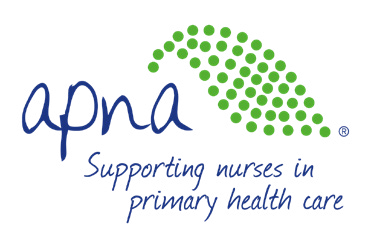 apna ®
Supporting nurses in
primary health care